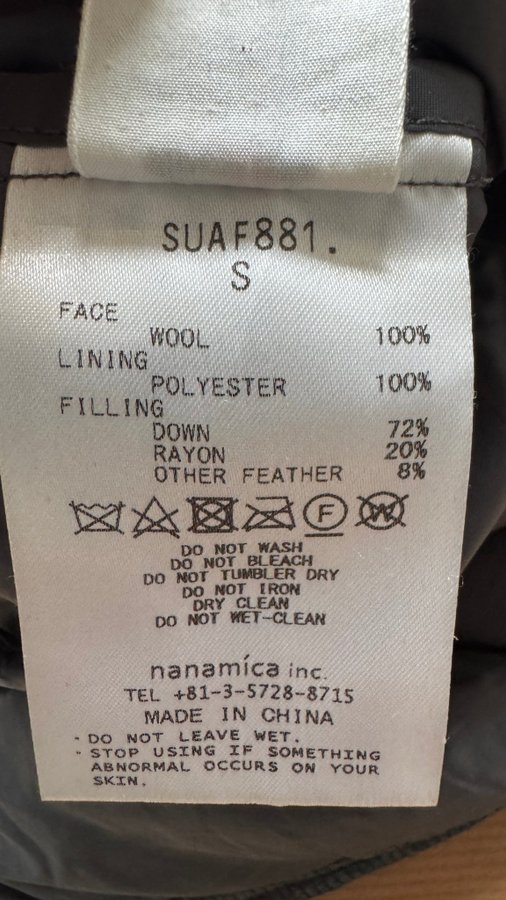 SUAF881.
S
FACE
WOOL 100%
LINING
POLYESTER 100%
FILLING
DOWN 72%
RAYON 20%
OTHER FEATHER 8%
F W
DO NOT WASH
DO NOT BLEACH
DO NOT TUMBLER DRY
DO NOT IRON
DRY CLEAN
DO NOT WET-CLEAN
nanamica inc.
TEL +81-3-5728-8715
MADE IN CHINA
・DO NOT LEAVE WET.
・STOP USING IF SOMETHING
ABNORMAL OCCURS ON YOUR
SKIN.